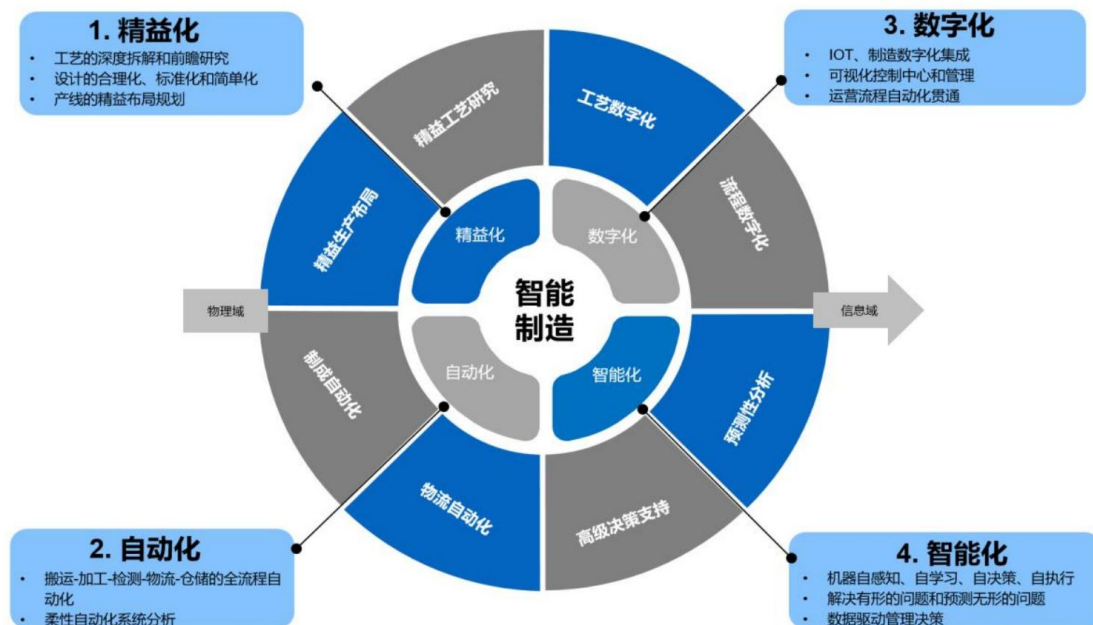 1. 精益化
• 工艺的深度拆解和前瞻研究
• 设计的合理化、标准化和简单化
• 产线的精益布局规划
3. 数字化
• IOT、制造数字化集成
• 可视化控制中心和管理
• 运营流程自动化贯通
精益工艺研究
工艺数字化
精益生产布局
流程数字化
精益化
数字化
智能
制造
物理域
信息域
自动化
智能化
制成自动化
预测性分析
物流自动化
高级决策支持
2. 自动化
• 搬运-加工-检测-物流-仓储的全流程自
动化
• 柔性自动化系统分析
4. 智能化
• 机器自感知、自学习、自决策、自执行
• 解决有形的问题和预测无形的问题
• 数据驱动管理决策